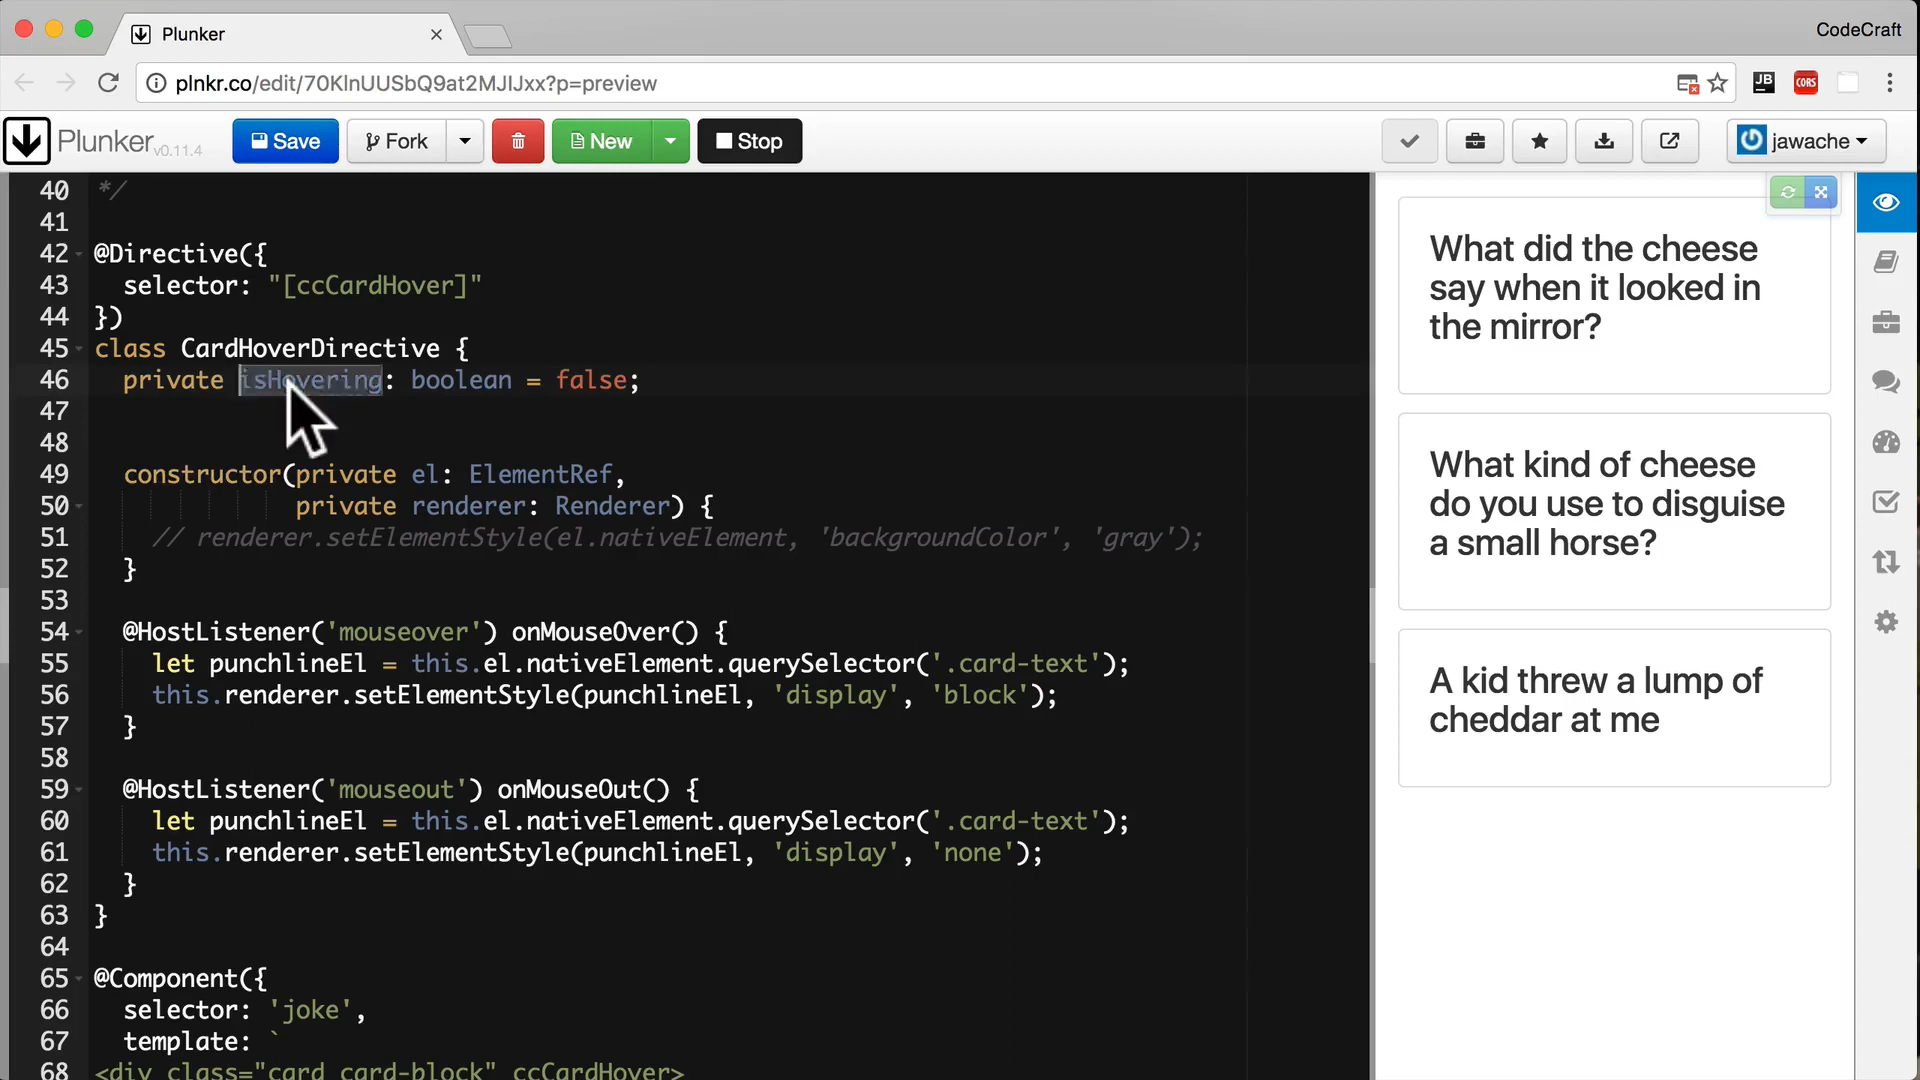 Plunker
CodeCraft
plnkr.co/edit/70KlnUUSbQ9at2MJIJxx?p=preview
JB
CORS
Plunker v0.11.4
Save
Fork
New
Stop
jawache
40 */
41
42 @Directive({
43 selector: "[ccCardHover]"
44 })
45 class CardHoverDirective {
46 private isHovering: boolean = false;
47
48
49 constructor(private el: ElementRef,
50 private renderer: Renderer) {
51 // renderer.setElementStyle(el.nativeElement, 'backgroundColor', 'gray');
52 }
53
54 @HostListener('mouseover') onMouseOver() {
55 let punchlineEl = this.el.nativeElement.querySelector('.card-text');
56 this.renderer.setElementStyle(punchlineEl, 'display', 'block');
57 }
58
59 @HostListener('mouseout') onMouseOut() {
60 let punchlineEl = this.el.nativeElement.querySelector('.card-text');
61 this.renderer.setElementStyle(punchlineEl, 'display', 'none');
62 }
63 }
64
65 @Component({
66 selector: 'joke',
67 template: `
68 <div class="card card-block" ccCardHover>
What did the cheese
say when it looked in
the mirror?
What kind of cheese
do you use to disguise
a small horse?
A kid threw a lump of
cheddar at me